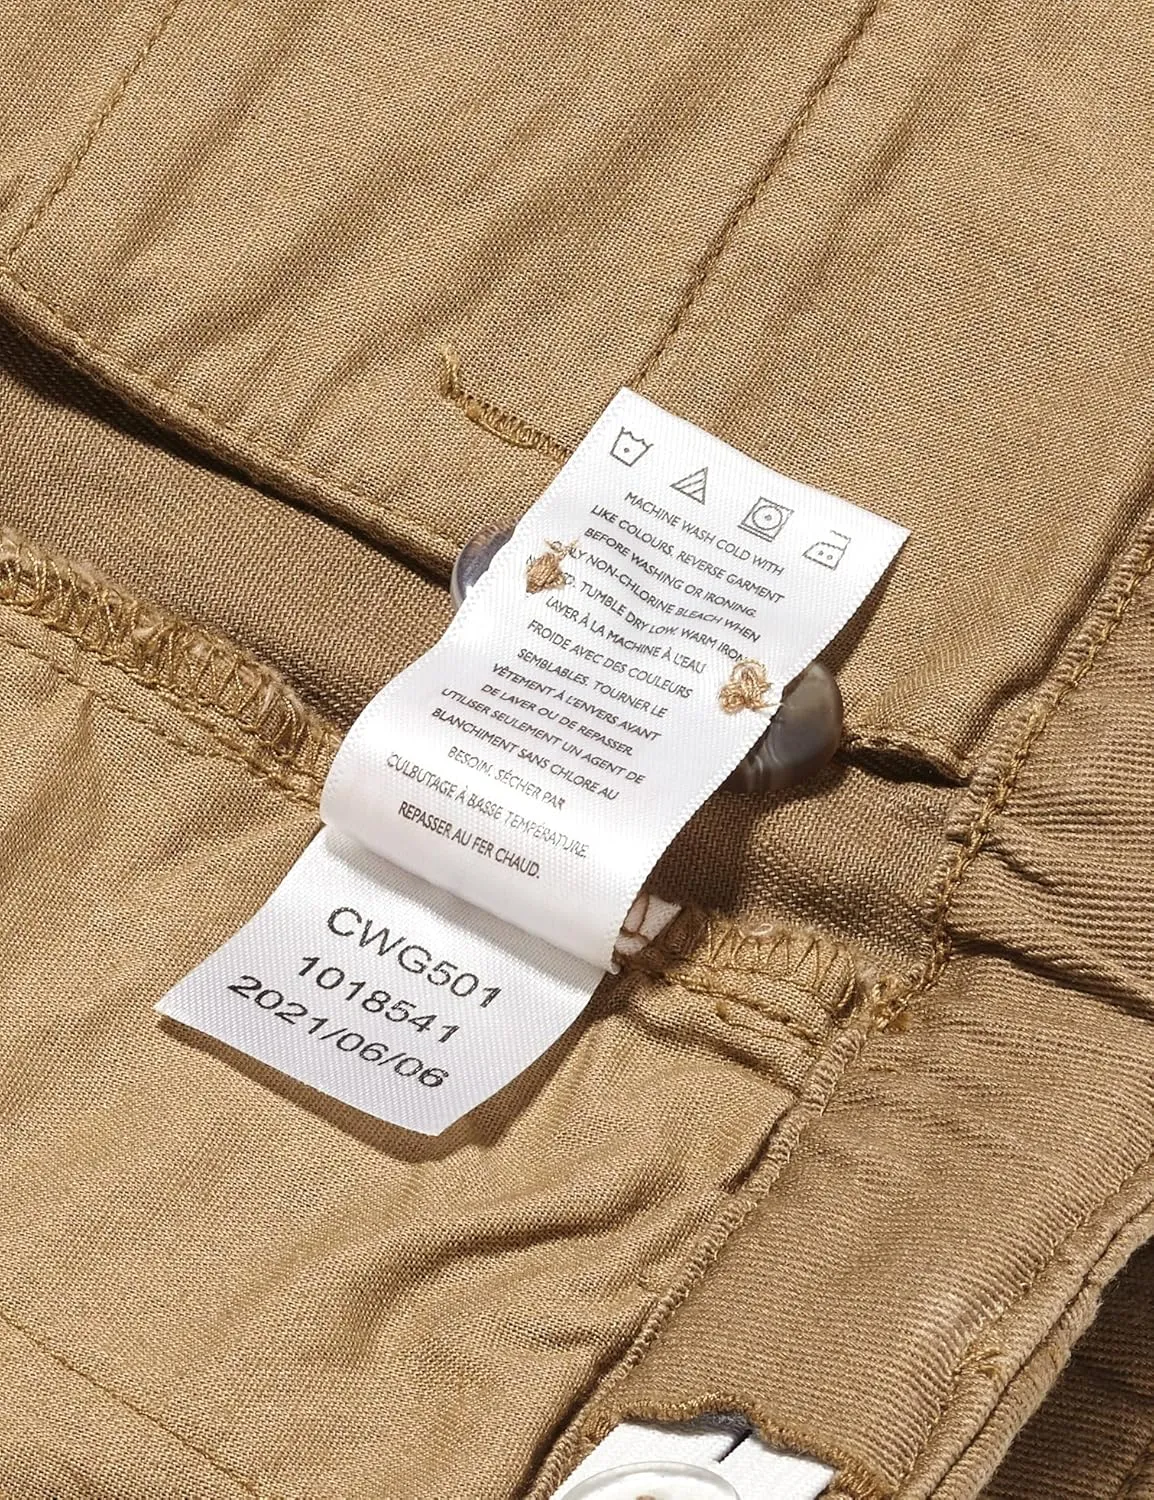 MACHINE WASH COLD WITH
LIKE COLOURS. REVERSE GARMENT
BEFORE WASHING OR IRONING.
NON-CHLORINE BLEACH WHEN
TUMBLE DRY LOW. WARM IRON.
LAVER À LA MACHINE À L'EAU
FROIDE AVEC DES COULEURS
SEMBLABLES. TOURNER LE
VÊTEMENT À L'ENVERS AVANT
DE LAVER OU DE REPASSER.
UTILISER SEULEMENT UN AGENT DE
BLANCHIMENT SANS CHLORE AU
BESOIN. SÉCHER PAR
CULBUTAGE À BASSE TEMPÉRATURE.
REPASSER AU FER CHAUD.
CWG501
1018541
2021/06/06